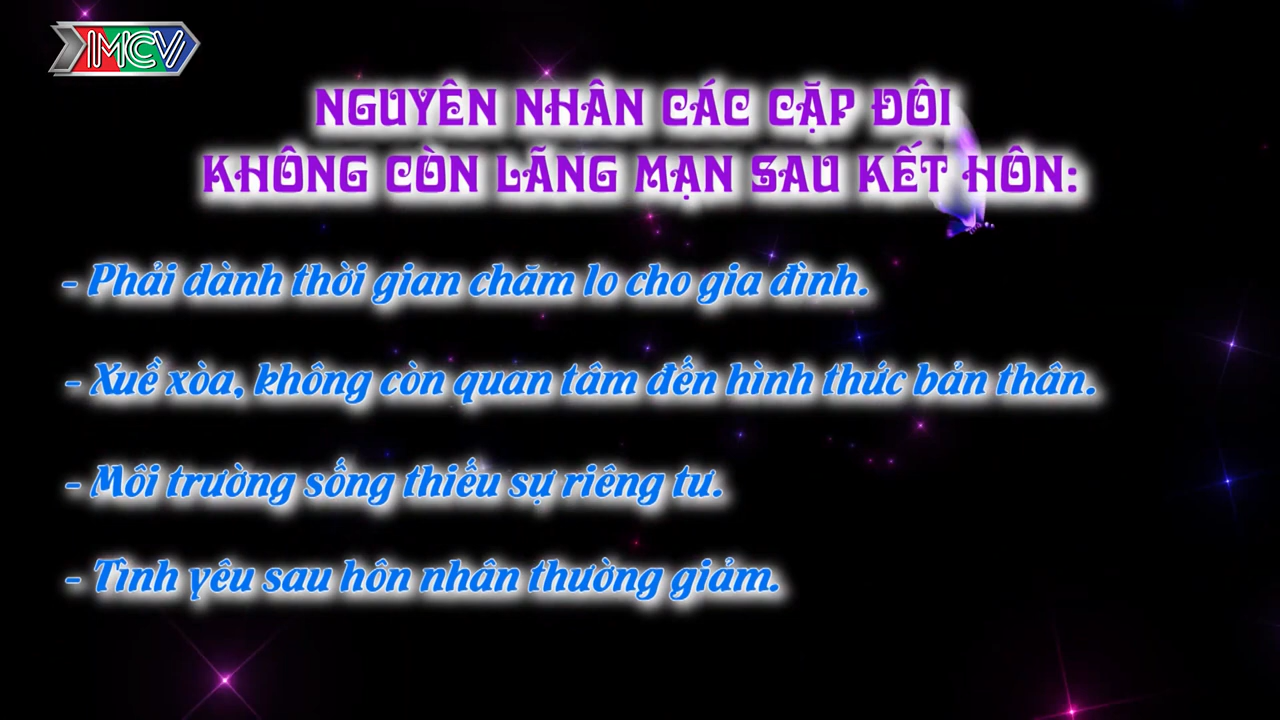 MCV
NGUYÊN NHÂN CÁC CẶP ĐÔI
KHÔNG CÒN LÃNG MẠN SAU KẾT HÔN:
- Phải dành thời gian chăm lo cho gia đình.
- Xuề xòa, không còn quan tâm đến hình thức bản thân.
- Môi trường sống thiếu sự riêng tư.
- Tình yêu sau hôn nhân thường giảm.